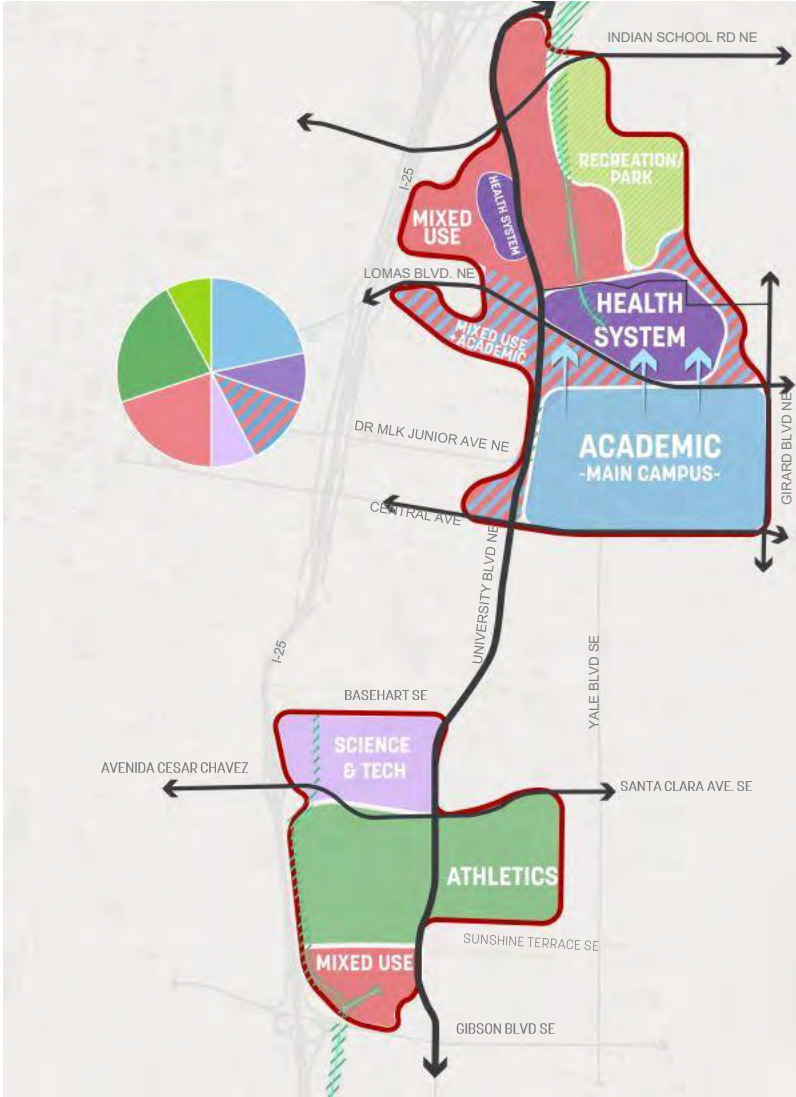 INDIAN SCHOOL RD NE
RECREATION/
PARK
I-25
HEALTH SYSTEM
MIXED
USE
LOMAS BLVD. NE
HEALTH
SYSTEM
MIXED USE
+ACADEMIC
DR MLK JUNIOR AVE NE
ACADEMIC
-MAIN CAMPUS-
GIRARD BLVD NE
CENTRAL AVE
UNIVERSITY BLVD NE
I-25
YALE BLVD SE
BASEHART SE
SCIENCE
& TECH
AVENIDA CESAR CHAVEZ
SANTA CLARA AVE. SE
ATHLETICS
SUNSHINE TERRACE SE
MIXED USE
GIBSON BLVD SE